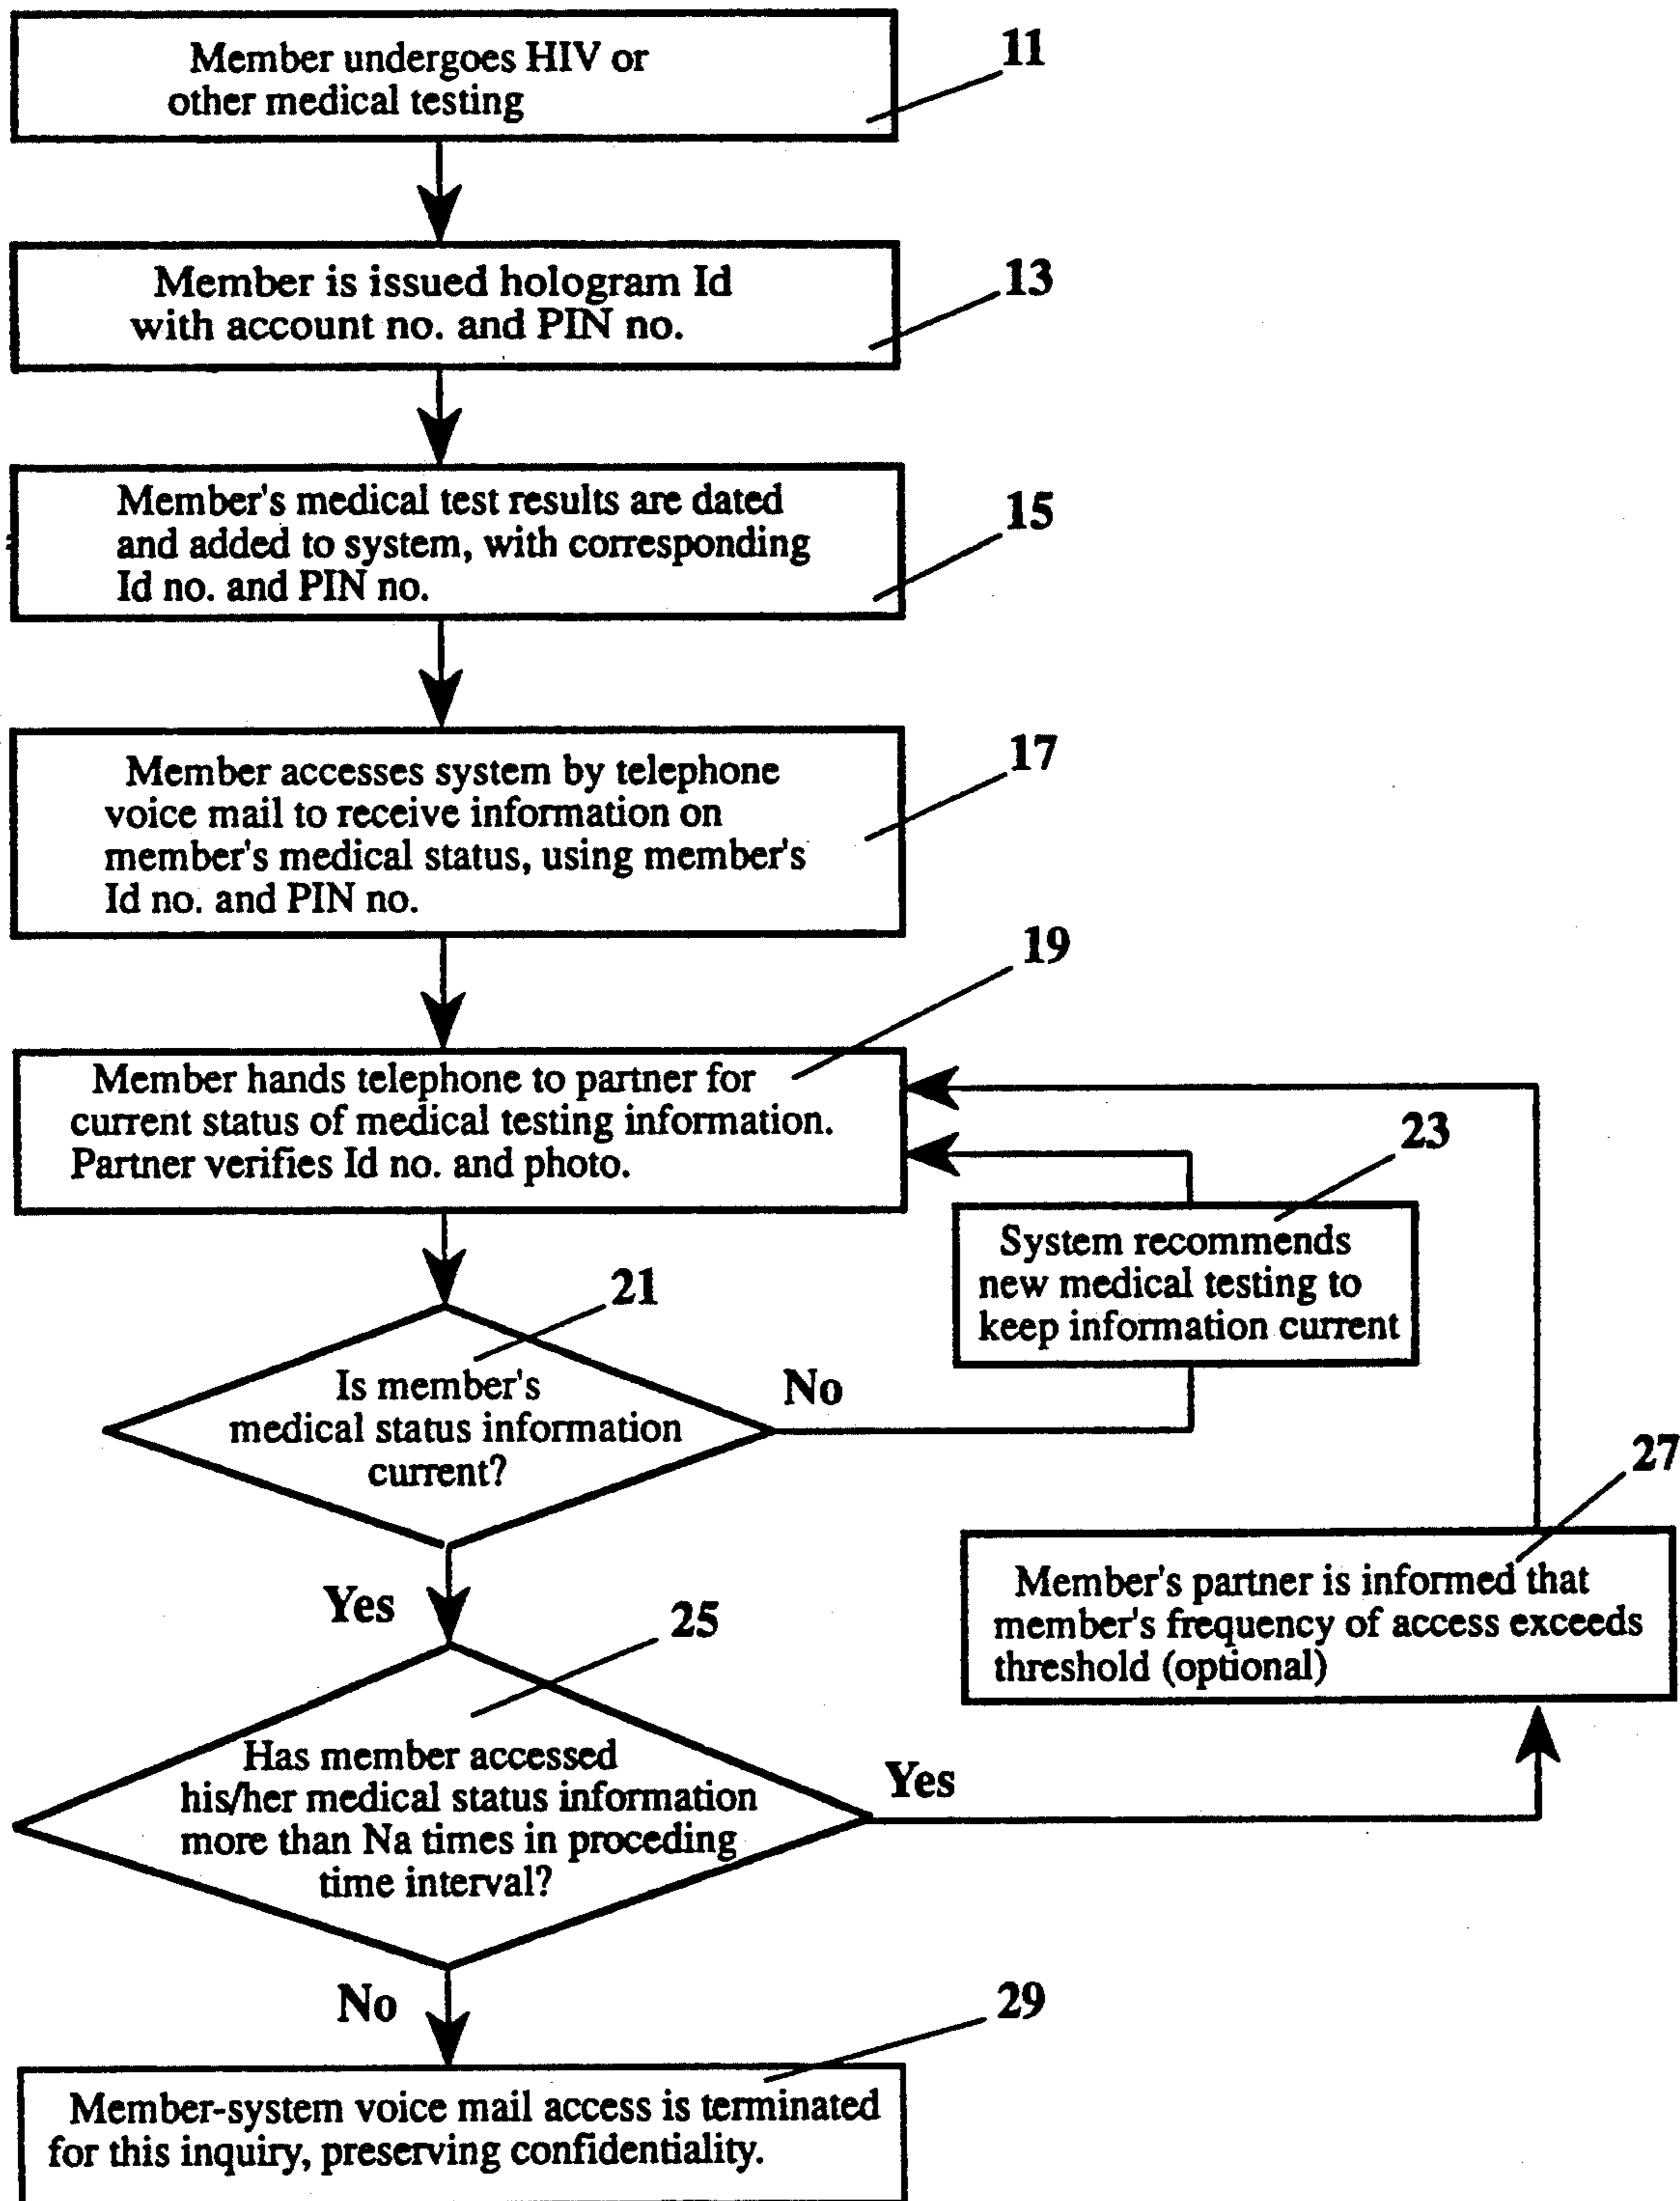 Member undergoes HIV or
other medical testing
11
Member is issued hologram Id
with account no. and PIN no.
13
Member's medical test results are dated
and added to system, with corresponding
Id no. and PIN no.
15
Member accesses system by telephone
voice mail to receive information on
member's medical status, using member's
Id no. and PIN no.
17
19
Member hands telephone to partner for
current status of medical testing information.
Partner verifies Id no. and photo.
23
System recommends
new medical testing to
keep information current
21
Is member's
medical status information
current?
No
27
Member's partner is informed that
member's frequency of access exceeds
threshold (optional)
Yes
25
Has member accessed
his/her medical status information
more than Na times in proceding
time interval?
Yes
No
29
Member-system voice mail access is terminated
for this inquiry, preserving confidentiality.